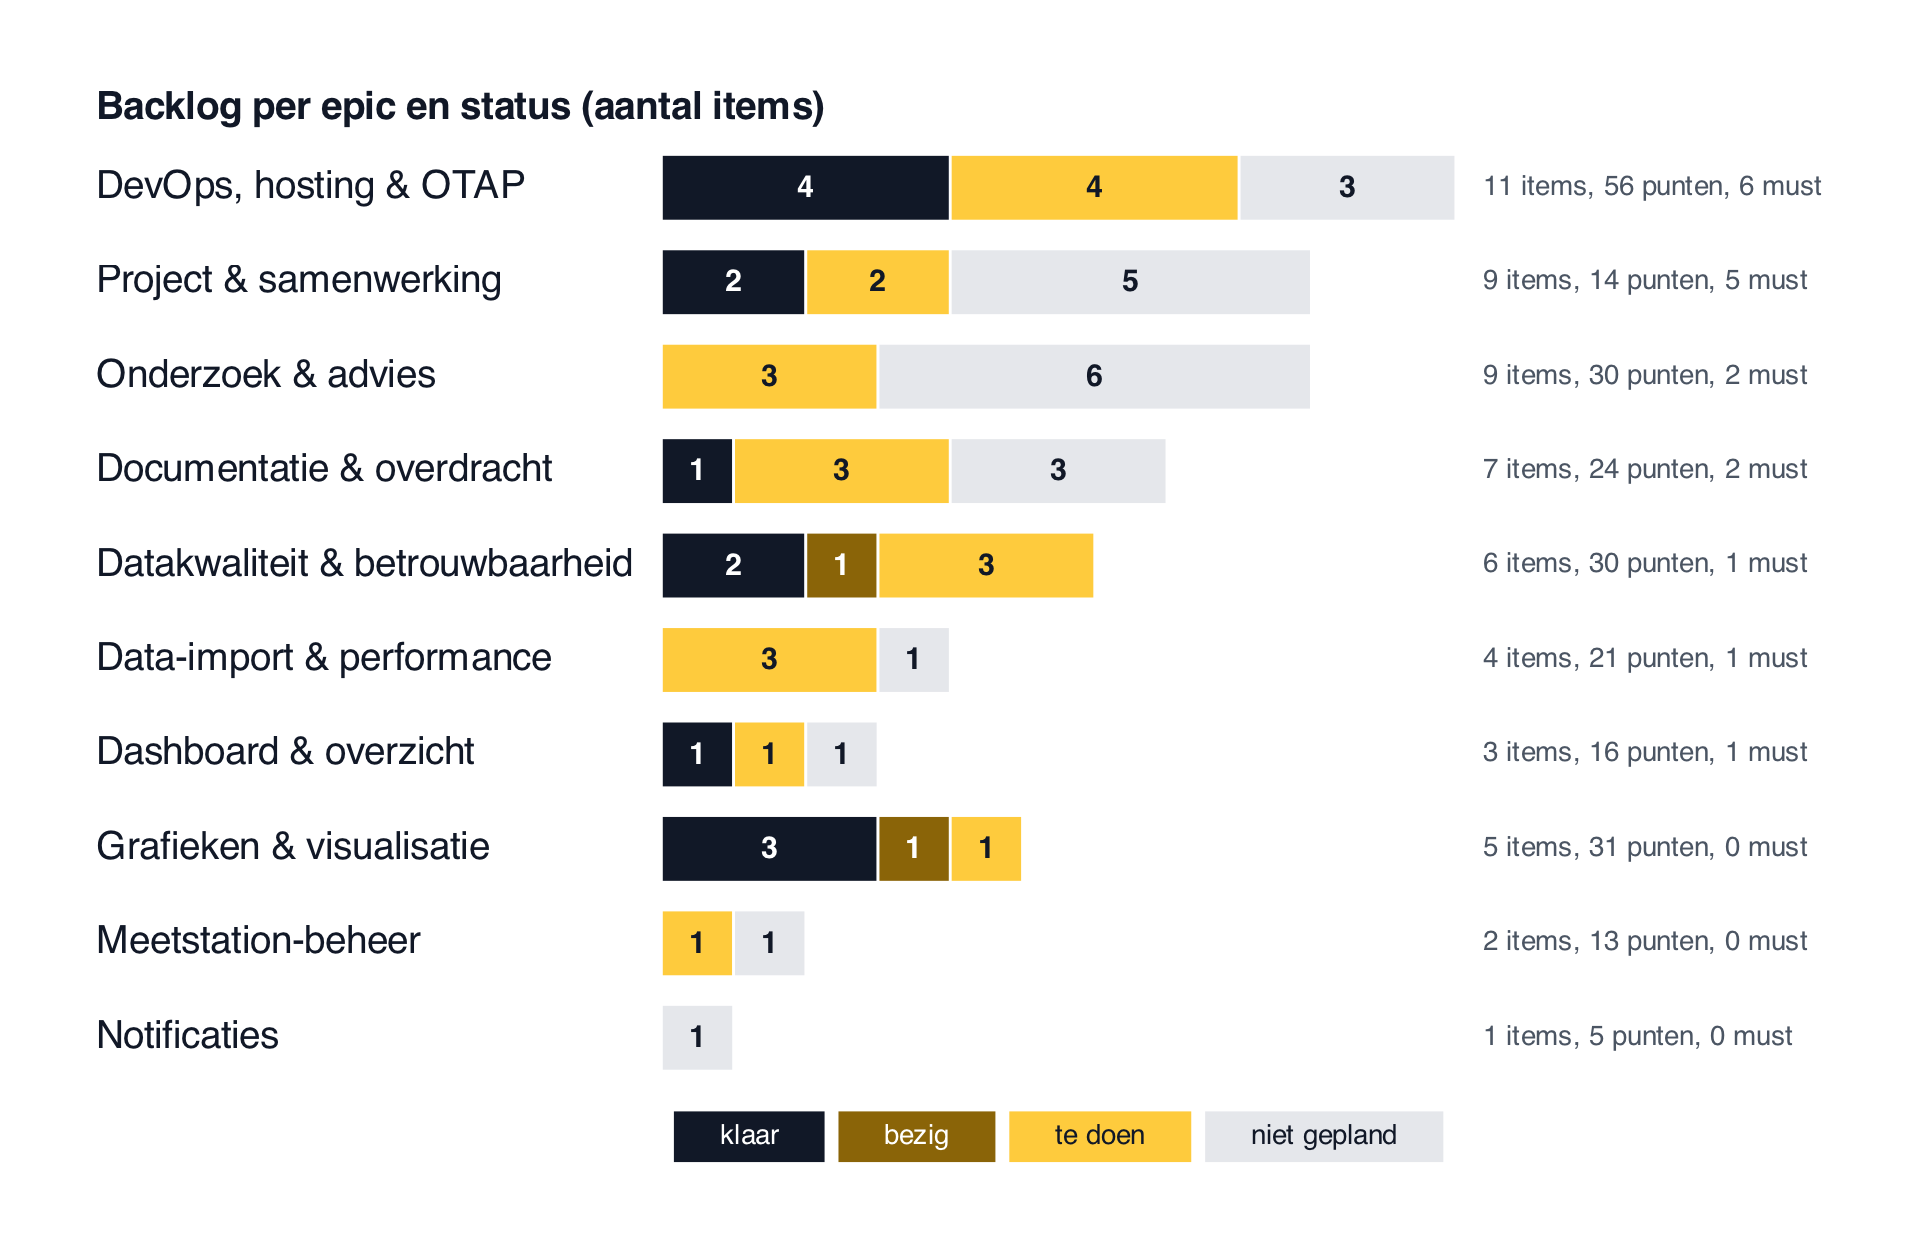 Backlog per epic en status (aantal items)
DevOps, hosting & OTAP 4 4 3 11 items, 56 punten, 6 must
Project & samenwerking 2 2 5 9 items, 14 punten, 5 must
Onderzoek & advies 3 6 9 items, 30 punten, 2 must
Documentatie & overdracht 1 3 3 7 items, 24 punten, 2 must
Datakwaliteit & betrouwbaarheid 2 1 3 6 items, 30 punten, 1 must
Data-import & performance 3 1 4 items, 21 punten, 1 must
Dashboard & overzicht 1 1 1 3 items, 16 punten, 1 must
Grafieken & visualisatie 3 1 1 5 items, 31 punten, 0 must
Meetstation-beheer 1 1 2 items, 13 punten, 0 must
Notificaties 1 1 items, 5 punten, 0 must
klaar bezig te doen niet gepland